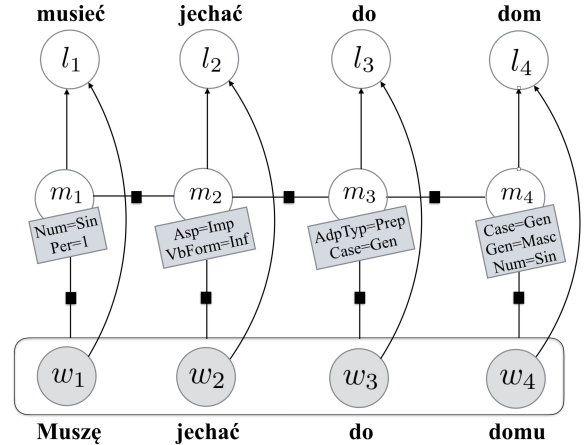 musieć jechać do dom
l1 l2 l3 l4
m1 m2 m3 m4
Num=Sin
Per=1
Asp=Imp
VbForm=Inf
AdpTyp=Prep
Case=Gen
Case=Gen
Gen=Masc
Num=Sin
w1 w2 w3 w4
Muszę jechać do domu